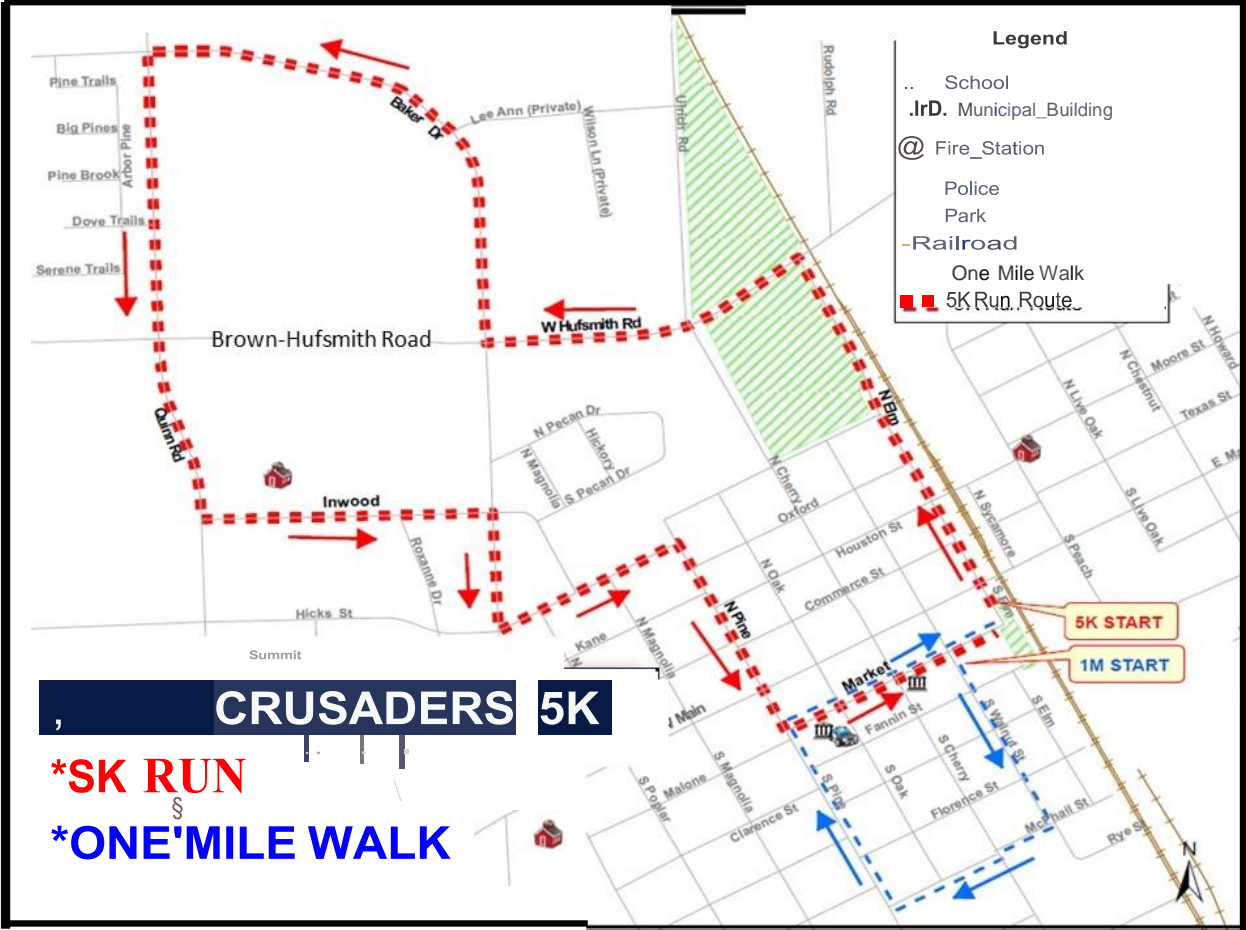 Legend
.. School
.IrD. Municipal_Building
@ Fire_Station
Police
Park
-Railroad
One Mile Walk
5K Run Route
Pine Trails
Big Pines
Arbor Pine
Pine Brook
Dove Trails
Serene Trails
Baker Dr
Lee Ann (Private)
Wilson Ln (Private)
Ulrich Rd
Rudolph Rd
W Hufsmith Rd
Brown-Hufsmith Road
Quinn Rd
Inwood
Roxanne Dr
Hicks St
Summit
N Pecan Dr
Hickory
N Magnolia
S Pecan Dr
N Elm
N Cherry
Oxford
Houston St
Commerce St
N Oak
N Pine
N Sycamore
S Peach
N Live Oak
S Live Oak
N Chestnut
Moore St
N Howard
Texas St
E Ma
S Elm
5K START
1M START
Kane
N
N Magnolia
Market
Fannin St
Main
S Walnut St
S Elm
S Cherry
S Oak
S Pine
Malone
S Magnolia
S Poplar
Clarence St
Florence St
McPhail St
Rye St
N
, CRUSADERS 5K
*SK RUN
§
*ONE'MILE WALK